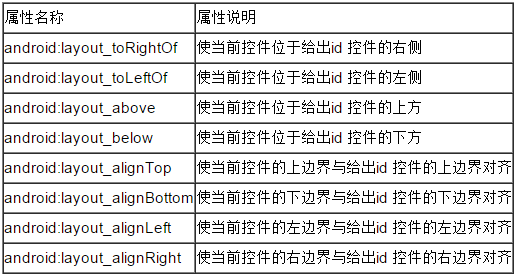 属性名称 属性说明
android:layout_toRightOf 使当前控件位于给出id 控件的右侧
android:layout_toLeftOf 使当前控件位于给出id 控件的左侧
android:layout_above 使当前控件位于给出id 控件的上方
android:layout_below 使当前控件位于给出id 控件的下方
android:layout_alignTop 使当前控件的上边界与给出id 控件的上边界对齐
android:layout_alignBottom 使当前控件的下边界与给出id 控件的下边界对齐
android:layout_alignLeft 使当前控件的左边界与给出id 控件的左边界对齐
android:layout_alignRight 使当前控件的右边界与给出id 控件的右边界对齐